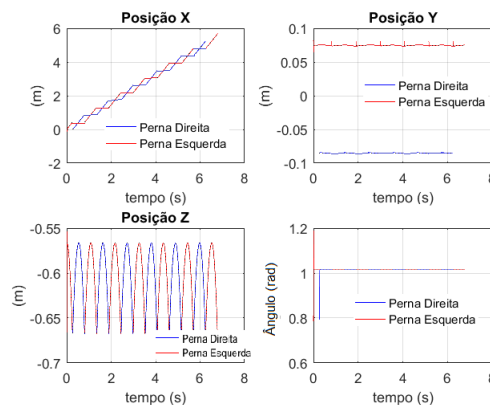 Posição X
6
4
2
0
-2
(m)
0 2 4 6 8
tempo (s)
Perna Direita
Perna Esquerda
Posição Y
0.1
0.05
0
-0.05
-0.1
(m)
0 2 4 6 8
tempo (s)
Perna Direita
Perna Esquerda
Posição Z
-0.55
-0.6
-0.65
-0.7
(m)
0 2 4 6 8
tempo (s)
Perna Direita
Perna Esquerda
1.2
1
0.8
0.6
Ângulo (rad)
0 2 4 6 8
tempo (s)
Perna Direita
Perna Esquerda